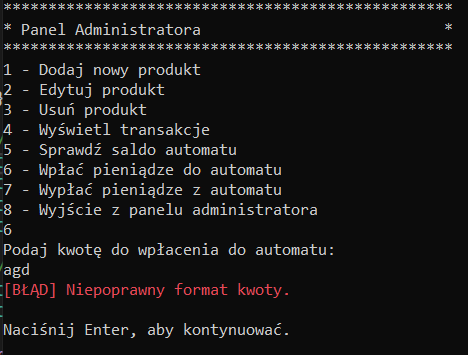 **************************************************
* Panel Administratora                           *
**************************************************
1 - Dodaj nowy produkt
2 - Edytuj produkt
3 - Usuń produkt
4 - Wyświetl transakcje
5 - Sprawdź saldo automatu
6 - Wpłać pieniądze do automatu
7 - Wypłać pieniądze z automatu
8 - Wyjście z panelu administratora
6
Podaj kwotę do wpłacenia do automatu:
agd
[BŁĄD] Niepoprawny format kwoty.
Naciśnij Enter, aby kontynuować.